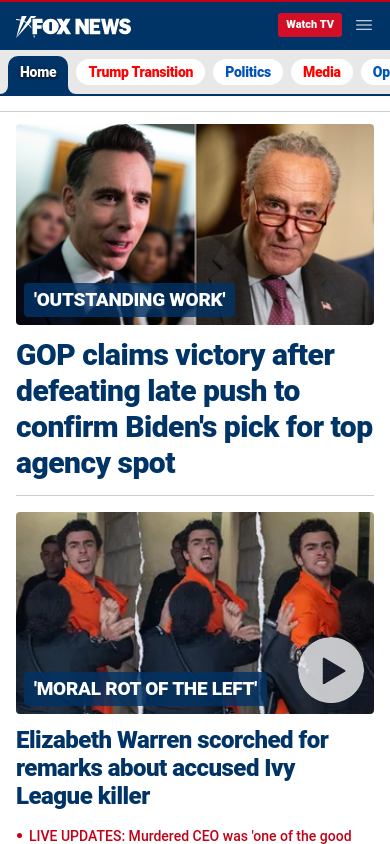 FOX NEWS
Watch TV
Home
Trump Transition
Politics
Media
Op
'OUTSTANDING WORK'
GOP claims victory after
defeating late push to
confirm Biden's pick for top
agency spot
'MORAL ROT OF THE LEFT'
Elizabeth Warren scorched for
remarks about accused Ivy
League killer
• LIVE UPDATES: Murdered CEO was 'one of the good